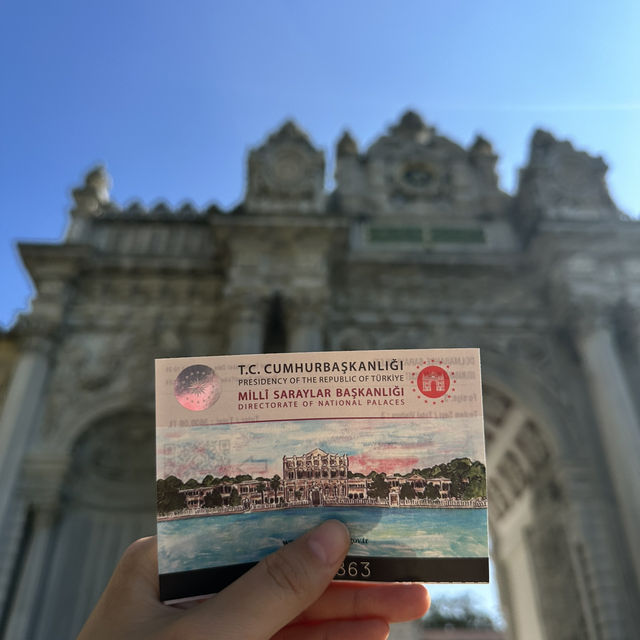 T.C. CUMHURBAŞKANLIĞI
PRESIDENCY OF THE REPUBLIC OF TÜRKİYE
MİLLİ SARAYLAR BAŞKANLIĞI
DIRECTORATE OF NATIONAL PALACES
863